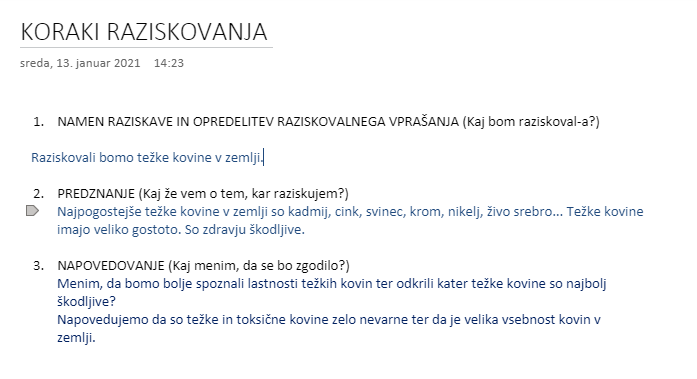 KORAKI RAZISKOVANJA
sreda, 13. januar 2021 14:23
1. NAMEN RAZISKAVE IN OPREDELITEV RAZISKOVALNEGA VPRAŠANJA (Kaj bom raziskoval-a?)
Raziskovali bomo težke kovine v zemlji.
2. PREDZNANJE (Kaj že vem o tem, kar raziskujem?)
Najpogostejše težke kovine v zemlji so kadmij, cink, svinec, krom, nikelj, živo srebro... Težke kovine
imajo veliko gostoto. So zdravju škodljive.
3. NAPOVEDOVANJE (Kaj menim, da se bo zgodilo?)
Menim, da bomo bolje spoznali lastnosti težkih kovin ter odkrili kater težke kovine so najbolj
škodljive?
Napovedujemo da so težke in toksične kovine zelo nevarne ter da je velika vsebnost kovin v
zemlji.